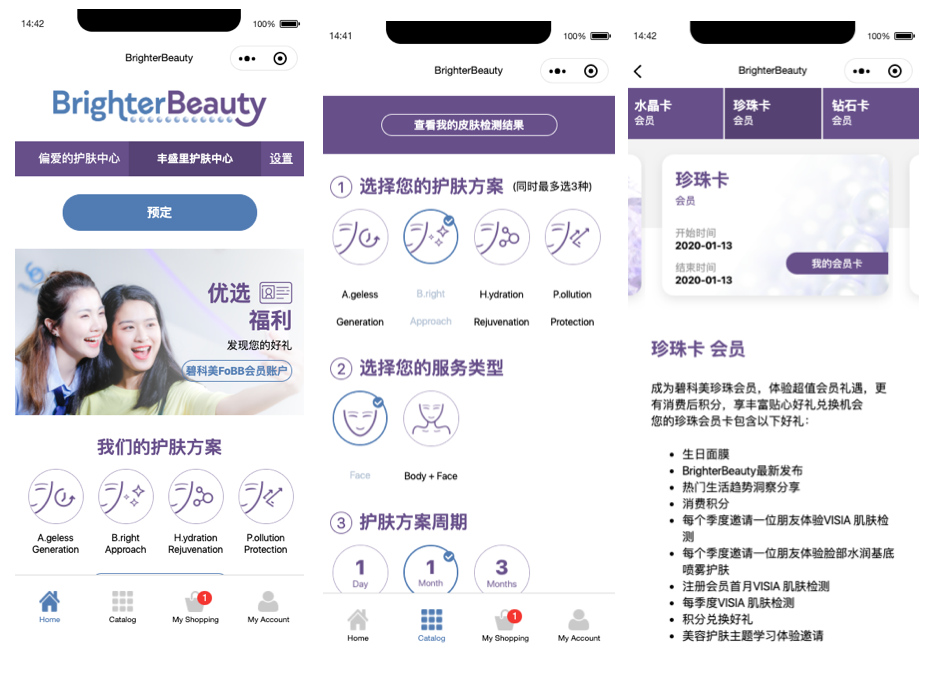 14:42
100%
BrighterBeauty
BrighterBeauty
偏爱的护肤中心
丰盛里护肤中心
设置
预定
优选
福利
发现您的好礼
碧科美FoBB会员账户
我们的护肤方案
A.geless
Generation
B.right
Approach
H.ydration
Rejuvenation
P.ollution
Protection
Home
Catalog
1
My Shopping
My Account
14:41
100%
BrighterBeauty
查看我的皮肤检测结果
1 选择您的护肤方案 (同时最多选3种)
A.geless
Generation
B.right
Approach
H.ydration
Rejuvenation
P.ollution
Protection
2 选择您的服务类型
Face
Body + Face
3 护肤方案周期
1
Day
1
Month
3
Months
Home
Catalog
1
My Shopping
My Account
14:42
100%
BrighterBeauty
水晶卡
会员
珍珠卡
会员
钻石卡
会员
珍珠卡
会员
开始时间
2020-01-13
结束时间
2020-01-13
我的会员卡
珍珠卡 会员
成为碧科美珍珠会员，体验超值会员礼遇，更
有消费后积分，享丰富贴心好礼兑换机会
您的珍珠会员卡包含以下好礼：
• 生日面膜
• BrighterBeauty最新发布
• 热门生活趋势洞察分享
• 消费积分
• 每个季度邀请一位朋友体验VISIA 肌肤检
测
• 每个季度邀请一位朋友体验脸部水润基底
喷雾护肤
• 注册会员首月VISIA 肌肤检测
• 每季度VISIA 肌肤检测
• 积分兑换好礼
• 美容护肤主题学习体验邀请